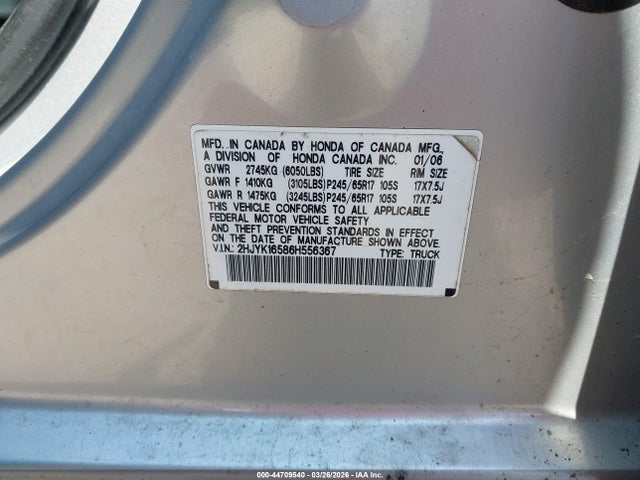 MFD. IN CANADA BY HONDA OF CANADA MFG.,
A DIVISION OF HONDA CANADA INC. 01/06
GVWR 2745KG (6050LBS) TIRE SIZE RIM SIZE
GAWR F 1410KG (3105LBS) P245/65R17 105S 17X7.5J
GAWR R 1475KG (3245LBS) P245/65R17 105S 17X7.5J
THIS VEHICLE CONFORMS TO ALL APPLICABLE
FEDERAL MOTOR VEHICLE SAFETY
AND THEFT PREVENTION STANDARDS IN EFFECT
ON THE DATE OF MANUFACTURE SHOWN ABOVE.
V.I.N.: 2HJYK16586H556367 TYPE: TRUCK
000-44709540 | 03/26/2026 | IAA Inc.